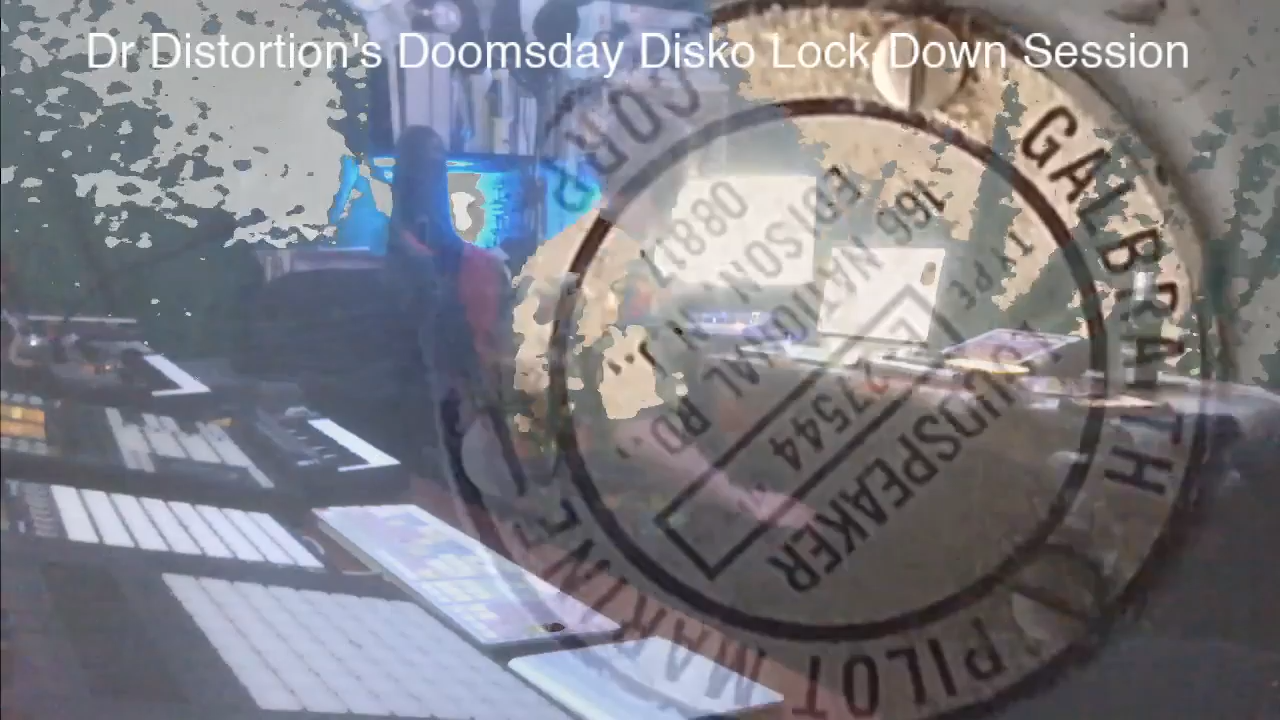 Dr Distortion's Doomsday Disko Lock Down Session
GALBRAITH PILOT MARINE CORP
TYPE LOUDSPEAKER
27544
166 NATIONAL RD.
EDISON, N. J.,
08817